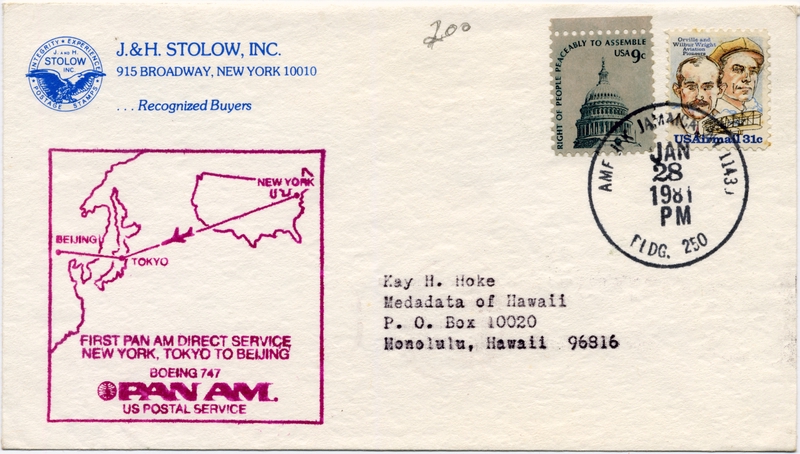 J. & H. STOLOW, INC.
915 BROADWAY, NEW YORK 10010
. . . Recognized Buyers
INTEGRITY • EXPERIENCE
J. AND H.
STOLOW
INC.
POSTAGE STAMPS
200
RIGHT OF PEOPLE PEACEABLY TO ASSEMBLE
USA 9c
Orville and
Wilbur Wright
Aviation
Pioneers
USAirmail 31c
AMF JFK JAMAICA
JAN
28
1981
PM
BLDG. 250
NEW YORK
U.S.
BEIJING
TOKYO
FIRST PAN AM DIRECT SERVICE
NEW YORK, TOKYO TO BEIJING
BOEING 747
PAN AM.
US POSTAL SERVICE
Kay H. Hoke
Medadata of Hawaii
P. O. Box 10020
Honolulu, Hawaii 96816